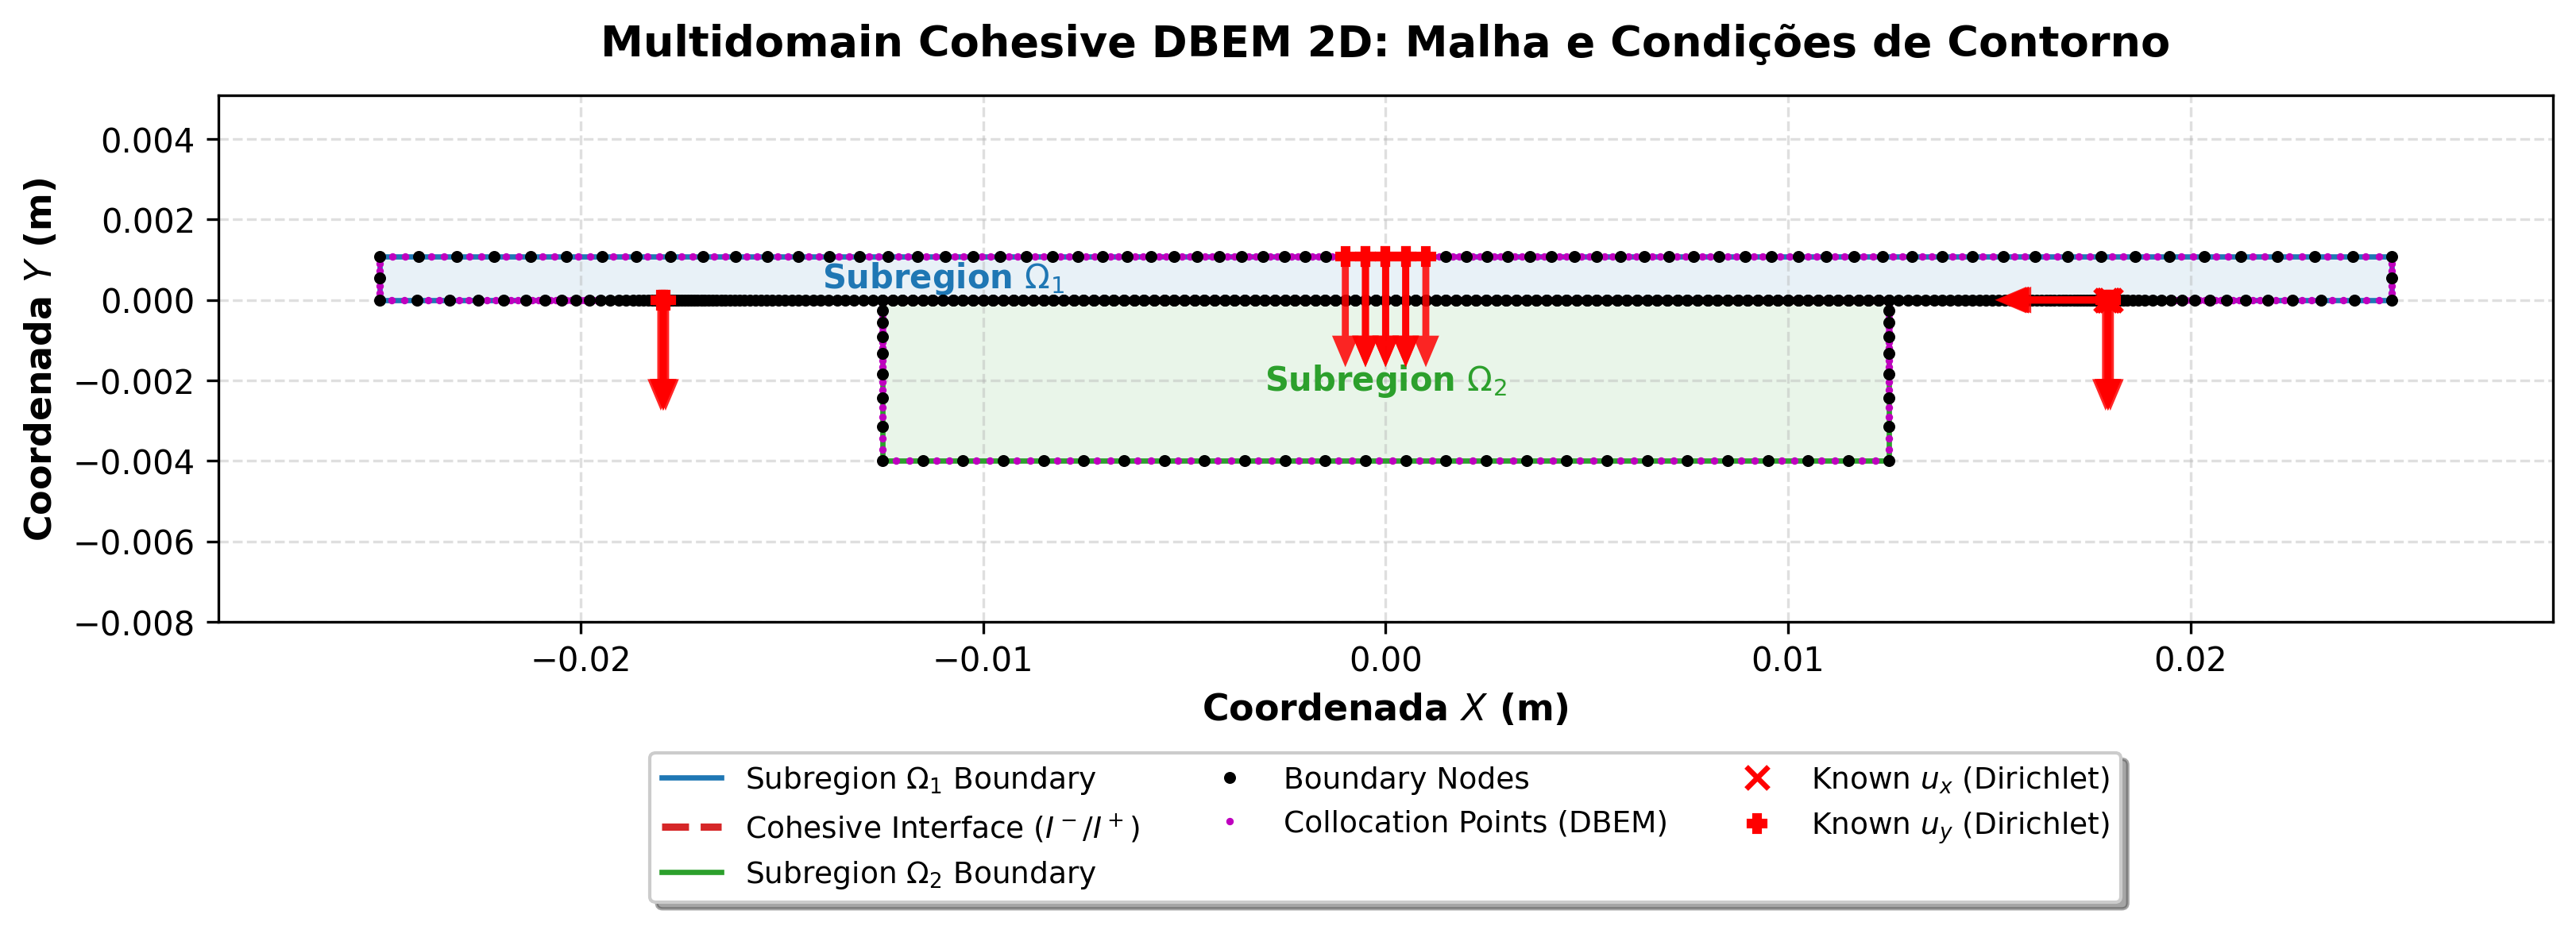 Multidomain Cohesive DBEM 2D: Malha e Condições de Contorno
Coordenada Y (m)
0.004
0.002
0.000
−0.002
−0.004
−0.006
−0.008
Subregion Ω₁
Subregion Ω₂
−0.02
−0.01
0.00
0.01
0.02
Coordenada X (m)
Subregion Ω₁ Boundary
Cohesive Interface (I⁻/I⁺)
Subregion Ω₂ Boundary
Boundary Nodes
Collocation Points (DBEM)
Known uₓ (Dirichlet)
Known u_y (Dirichlet)